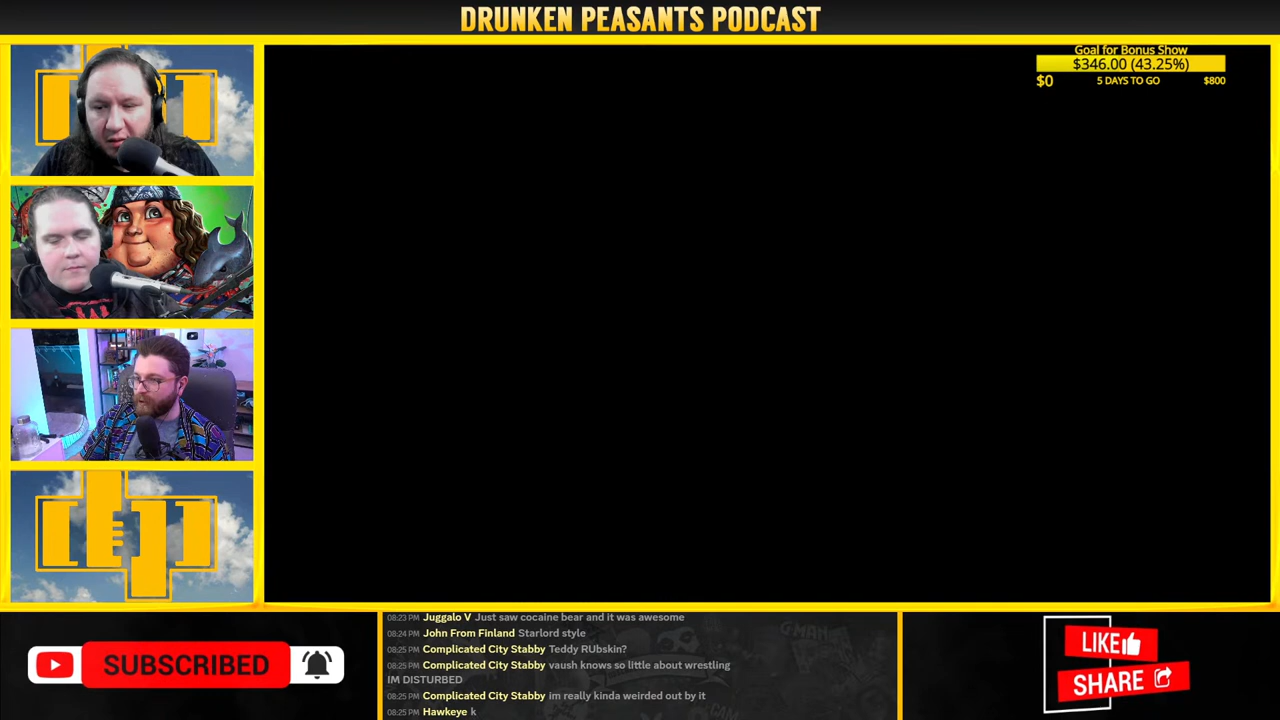 DRUNKEN PEASANTS PODCAST
Goal for Bonus Show
$346.00 (43.25%)
$0 5 DAYS TO GO $800
08:23 PM Juggalo V Just saw cocaine bear and it was awesome
08:24 PM John From Finland Starlord style
08:25 PM Complicated City Stabby Teddy RUbskin?
08:25 PM Complicated City Stabby vaush knows so little about wrestling
IM DISTURBED
08:25 PM Complicated City Stabby im really kinda weirded out by it
08:25 PM Hawkeye k
SUBSCRIBED
LIKE
SHARE